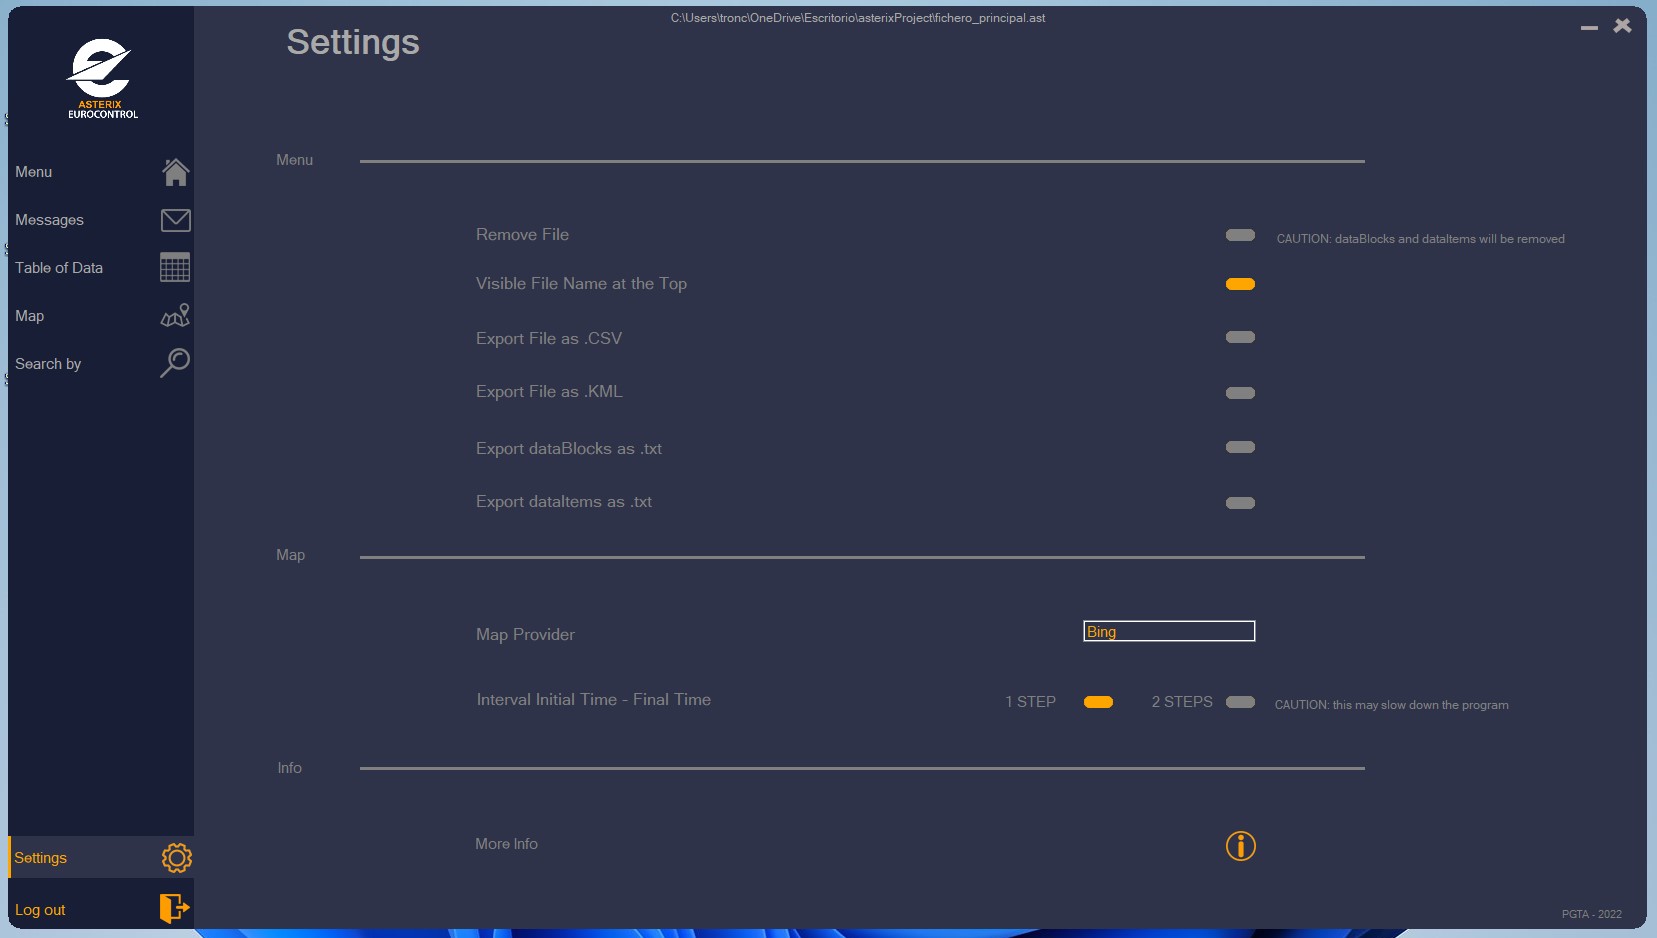 C:\Users\tronc\OneDrive\Escritorio\asterixProject\fichero_principal.ast
Settings
ASTERIX
EUROCONTROL
Menu
Messages
Table of Data
Map
Search by
Settings
Log out
Menu
Remove File
CAUTION: dataBlocks and dataItems will be removed
Visible File Name at the Top
Export File as .CSV
Export File as .KML
Export dataBlocks as .txt
Export dataItems as .txt
Map
Map Provider
Bing
Interval Initial Time - Final Time
1 STEP
2 STEPS
CAUTION: this may slow down the program
Info
More Info
PGTA - 2022